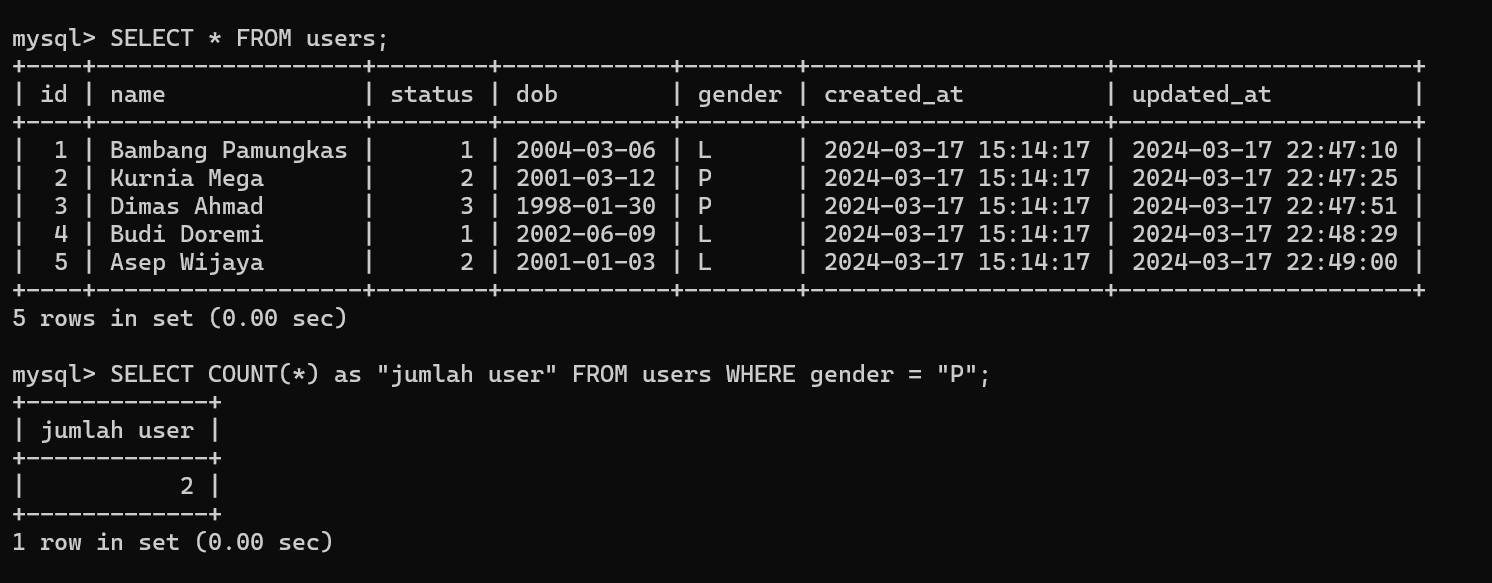 mysql> SELECT * FROM users;
+----+------------------+--------+------------+--------+---------------------+---------------------+
| id | name             | status | dob        | gender | created_at          | updated_at          |
+----+------------------+--------+------------+--------+---------------------+---------------------+
|  1 | Bambang Pamungkas |      1 | 2004-03-06 | L      | 2024-03-17 15:14:17 | 2024-03-17 22:47:10 |
|  2 | Kurnia Mega       |      2 | 2001-03-12 | P      | 2024-03-17 15:14:17 | 2024-03-17 22:47:25 |
|  3 | Dimas Ahmad       |      3 | 1998-01-30 | P      | 2024-03-17 15:14:17 | 2024-03-17 22:47:51 |
|  4 | Budi Doremi       |      1 | 2002-06-09 | L      | 2024-03-17 15:14:17 | 2024-03-17 22:48:29 |
|  5 | Asep Wijaya       |      2 | 2001-01-03 | L      | 2024-03-17 15:14:17 | 2024-03-17 22:49:00 |
+----+-------------------+--------+------------+--------+---------------------+---------------------+
5 rows in set (0.00 sec)

mysql> SELECT COUNT(*) as "jumlah user" FROM users WHERE gender = "P";
+-------------+
| jumlah user |
+-------------+
|           2 |
+-------------+
1 row in set (0.00 sec)